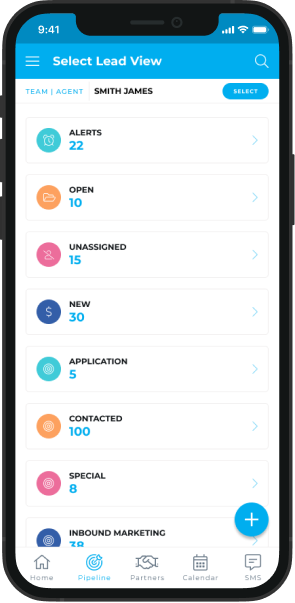 9:41
Select Lead View
TEAM | AGENT SMITH JAMES SELECT
ALERTS
22
OPEN
10
UNASSIGNED
15
NEW
30
APPLICATION
5
CONTACTED
100
SPECIAL
8
INBOUND MARKETING
38
Home Pipeline Partners Calendar SMS